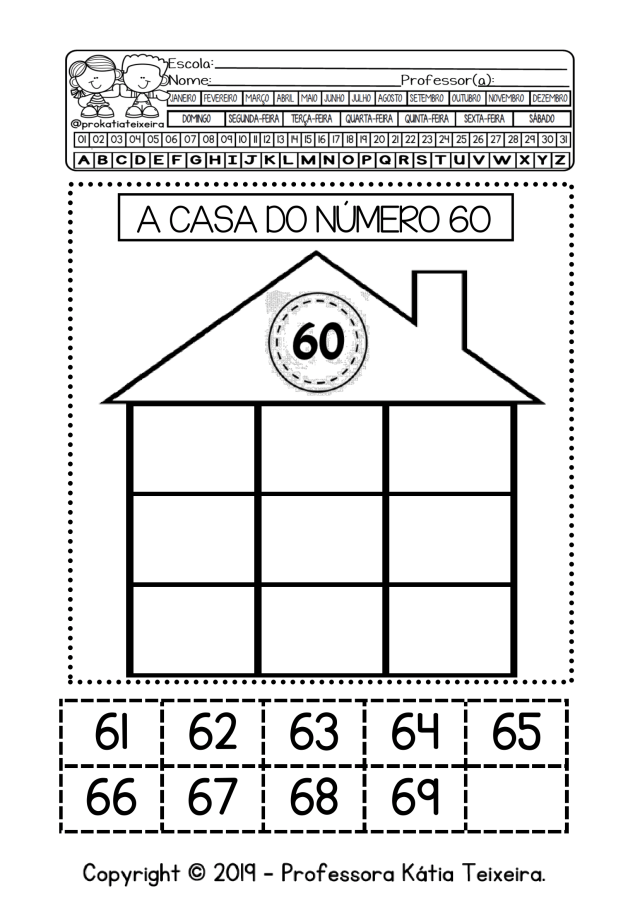 Escola:
Nome: Professor(a):
JANEIRO FEVEREIRO MARÇO ABRIL MAIO JUNHO JULHO AGOSTO SETEMBRO OUTUBRO NOVEMBRO DEZEMBRO
DOMINGO SEGUNDA-FEIRA TERÇA-FEIRA QUARTA-FEIRA QUINTA-FEIRA SEXTA-FEIRA SÁBADO
@prokatiateixeira
01 02 03 04 05 06 07 08 09 10 11 12 13 14 15 16 17 18 19 20 21 22 23 24 25 26 27 28 29 30 31
A B C D E F G H I J K L M N O P Q R S T U V W X Y Z
A CASA DO NÚMERO 60
60
61 62 63 64 65
66 67 68 69
Copyright © 2019 - Professora Kátia Teixeira.